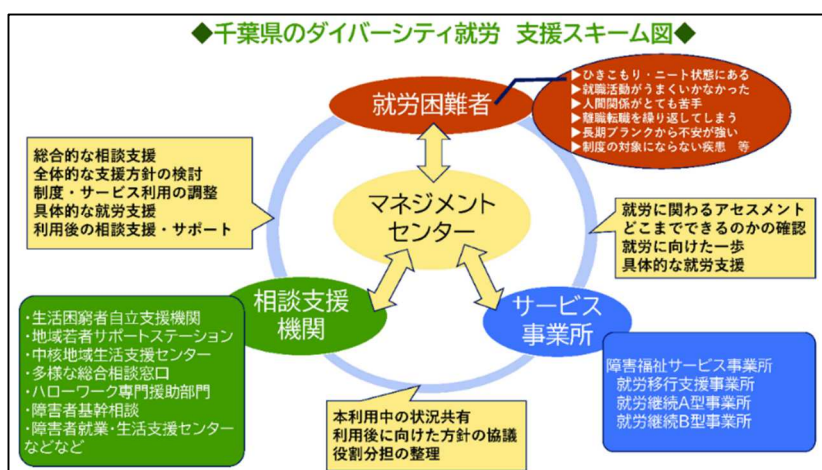 ◆千葉県のダイバーシティ就労 支援スキーム図◆
就労困難者
▶ひきこもり・ニート状態にある
▶就職活動がうまくいかなかった
▶人間関係がとても苦手
▶離職転職を繰り返してしまう
▶長期ブランクから不安が強い
▶制度の対象にならない疾患 等
総合的な相談支援
全体的な支援方針の検討
制度・サービス利用の調整
具体的な就労支援
利用後の相談支援・サポート
マネジメント
センター
就労に関わるアセスメント
どこまでできるのかの確認
就労に向けた一歩
具体的な就労支援
相談支援
機関
サービス
事業所
・生活困窮者自立支援機関
・地域若者サポートステーション
・中核地域生活支援センター
・多様な総合相談窓口
・ハローワーク専門援助部門
・障害者基幹相談
・障害者就業・生活支援センター
などなど
障害福祉サービス事業所
就労移行支援事業所
就労継続A型事業所
就労継続B型事業所
本利用中の状況共有
利用後に向けた方針の協議
役割分担の整理